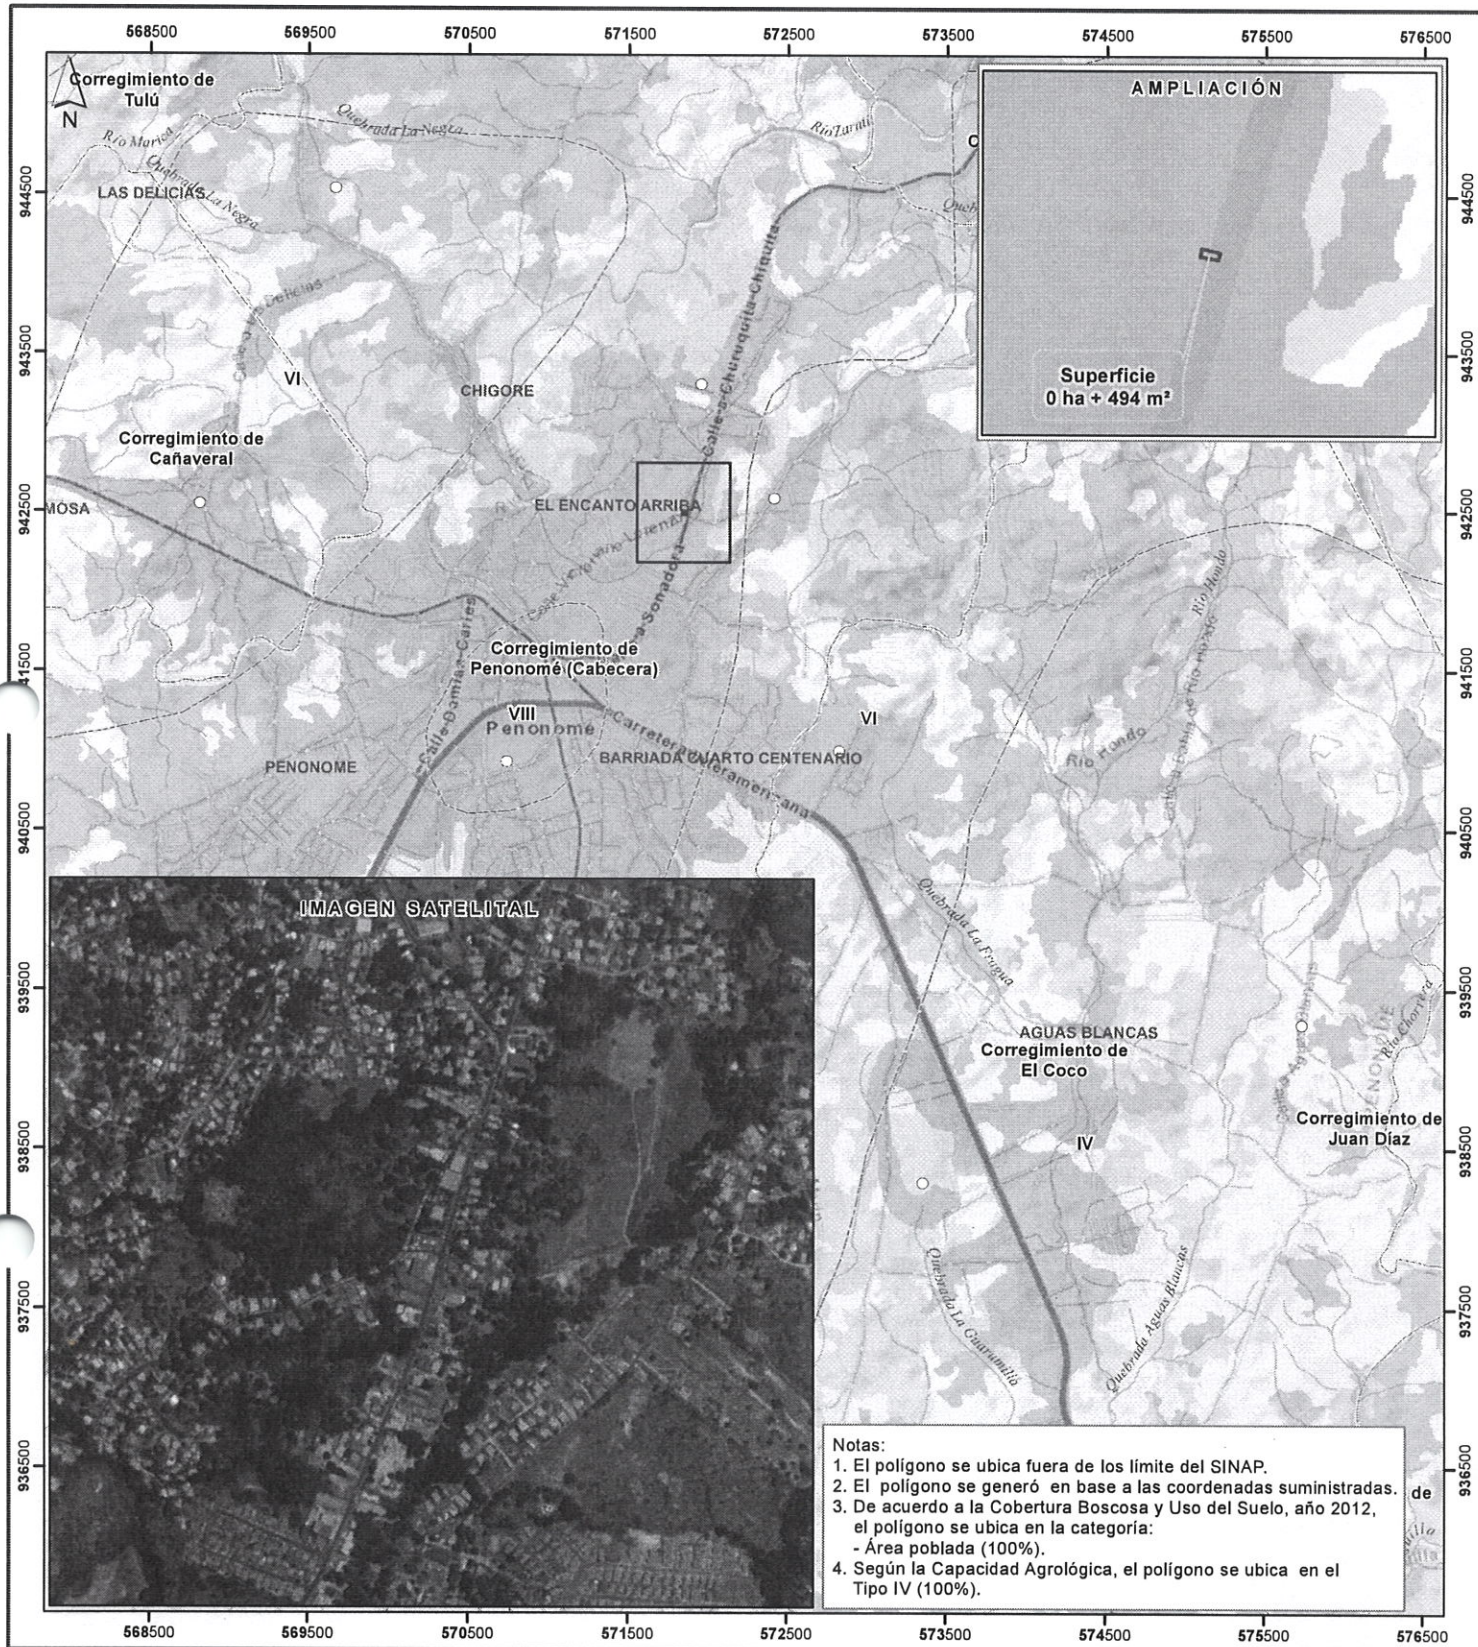 568500 569500 570500 571500 572500 573500 574500 575500 576500
Corregimiento de
Tulú
N
Río Marica
Quebrada La Negra
Quebrada La Negra
LAS DELICIAS
944500
943500
942500
941500
940500
939500
938500
937500
936500
AMPLIACIÓN
Superficie
0 ha + 494 m²
944500
943500
942500
941500
940500
939500
938500
937500
936500
Calle a Churuquita Chiquita
VI
CHIGORE
Corregimiento de
Cañaveral
EL ENCANTO ARRIBA
MOSA
Sonadora
Río Hondo
Corregimiento de
Penonomé (Cabecera)
VIII
Penonomé
VI
Río Hondo
PENONOME
BARRIADA CUARTO CENTENARIO
Carretera Interamericana
Quebrada La Fragua
IMAGEN SATELITAL
AGUAS BLANCAS
Corregimiento de
El Coco
Río Chorrera
Corregimiento de
Juan Díaz
IV
Quebrada Aguas Blancas
Notas:
1. El polígono se ubica fuera de los límite del SINAP.
2. El polígono se generó en base a las coordenadas suministradas.
de
3. De acuerdo a la Cobertura Boscosa y Uso del Suelo, año 2012,
el polígono se ubica en la categoría:
- Área poblada (100%).
4. Según la Capacidad Agrológica, el polígono se ubica en el
Tipo IV (100%).
568500 569500 570500 571500 572500 573500 574500 575500 576500